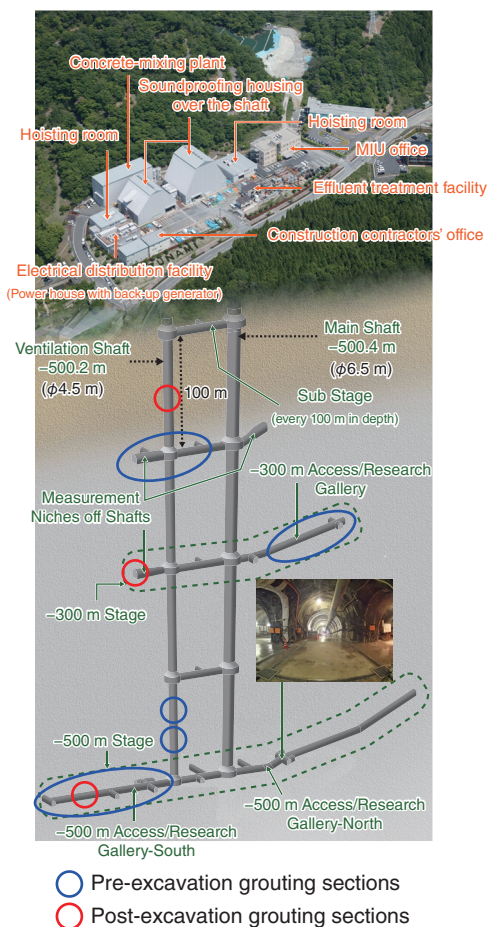 Concrete-mixing plant
Soundproofing housing
over the shaft
Hoisting room
Hoisting room
MIU office
Effluent treatment facility
Construction contractors' office
Electrical distribution facility
(Power house with back-up generator)
Ventilation Shaft
−500.2 m
(ϕ4.5 m)
Main Shaft
−500.4 m
(ϕ6.5 m)
100 m
Sub Stage
(every 100 m in depth)
Measurement
Niches off Shafts
−300 m Access/Research
Gallery
−300 m Stage
−500 m Stage
−500 m Access/Research
Gallery-South
−500 m Access/Research
Gallery-North
Pre-excavation grouting sections
Post-excavation grouting sections